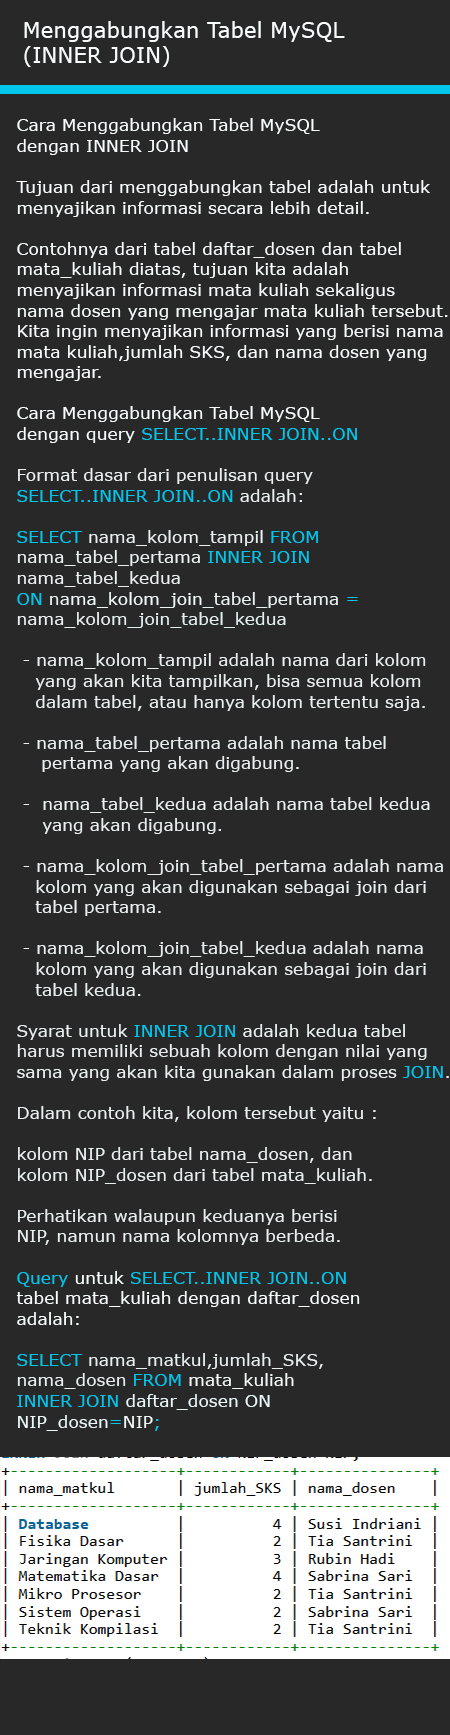 Menggabungkan Tabel MySQL
(INNER JOIN)
Cara Menggabungkan Tabel MySQL
dengan INNER JOIN
Tujuan dari menggabungkan tabel adalah untuk
menyajikan informasi secara lebih detail.
Contohnya dari tabel daftar_dosen dan tabel
mata_kuliah diatas, tujuan kita adalah
menyajikan informasi mata kuliah sekaligus
nama dosen yang mengajar mata kuliah tersebut.
Kita ingin menyajikan informasi yang berisi nama
mata kuliah,jumlah SKS, dan nama dosen yang
mengajar.
Cara Menggabungkan Tabel MySQL
dengan query SELECT..INNER JOIN..ON
Format dasar dari penulisan query
SELECT..INNER JOIN..ON adalah:
SELECT nama_kolom_tampil FROM
nama_tabel_pertama INNER JOIN
nama_tabel_kedua
ON nama_kolom_join_tabel_pertama =
nama_kolom_join_tabel_kedua
- nama_kolom_tampil adalah nama dari kolom
yang akan kita tampilkan, bisa semua kolom
dalam tabel, atau hanya kolom tertentu saja.
- nama_tabel_pertama adalah nama tabel
pertama yang akan digabung.
- nama_tabel_kedua adalah nama tabel kedua
yang akan digabung.
- nama_kolom_join_tabel_pertama adalah nama
kolom yang akan digunakan sebagai join dari
tabel pertama.
- nama_kolom_join_tabel_kedua adalah nama
kolom yang akan digunakan sebagai join dari
tabel kedua.
Syarat untuk INNER JOIN adalah kedua tabel
harus memiliki sebuah kolom dengan nilai yang
sama yang akan kita gunakan dalam proses JOIN.
Dalam contoh kita, kolom tersebut yaitu :
kolom NIP dari tabel nama_dosen, dan
kolom NIP_dosen dari tabel mata_kuliah.
Perhatikan walaupun keduanya berisi
NIP, namun nama kolomnya berbeda.
Query untuk SELECT..INNER JOIN..ON
tabel mata_kuliah dengan daftar_dosen
adalah:
SELECT nama_matkul,jumlah_SKS,
nama_dosen FROM mata_kuliah
INNER JOIN daftar_dosen ON
NIP_dosen=NIP;
+-------------------+------------+---------------+
| nama_matkul | jumlah_SKS | nama_dosen |
+-------------------+------------+---------------+
| Database | 4 | Susi Indriani |
| Fisika Dasar | 2 | Tia Santrini |
| Jaringan Komputer | 3 | Rubin Hadi |
| Matematika Dasar | 4 | Sabrina Sari |
| Mikro Prosesor | 2 | Tia Santrini |
| Sistem Operasi | 2 | Sabrina Sari |
| Teknik Kompilasi | 2 | Tia Santrini |
+-------------------+------------+---------------+